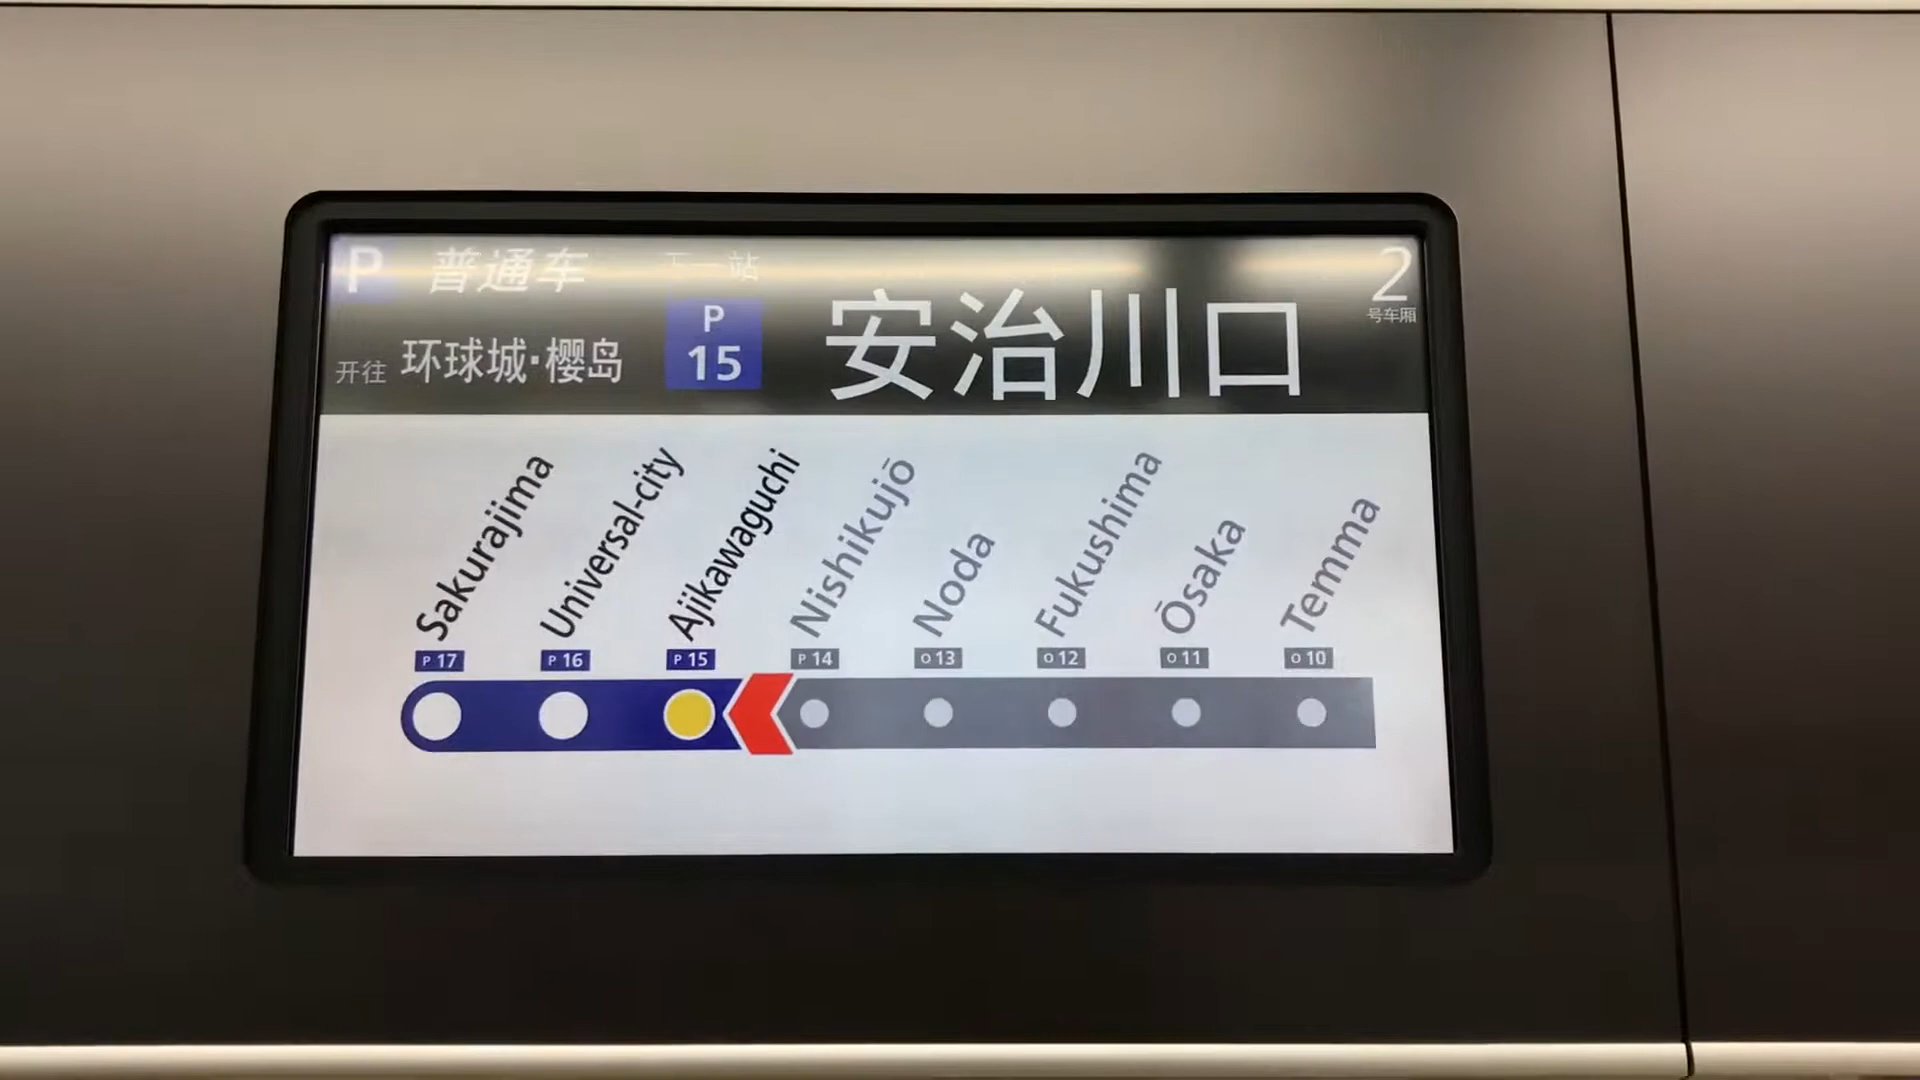 P 普通车 下一站
P
15
安治川口
2
号车厢
开往 环球城·樱岛
Sakurajima
Universal-city
Ajikawaguchi
Nishikujō
Noda
Fukushima
Ōsaka
Temma
P 17
P 16
P 15
P 14
O 13
O 12
O 11
O 10